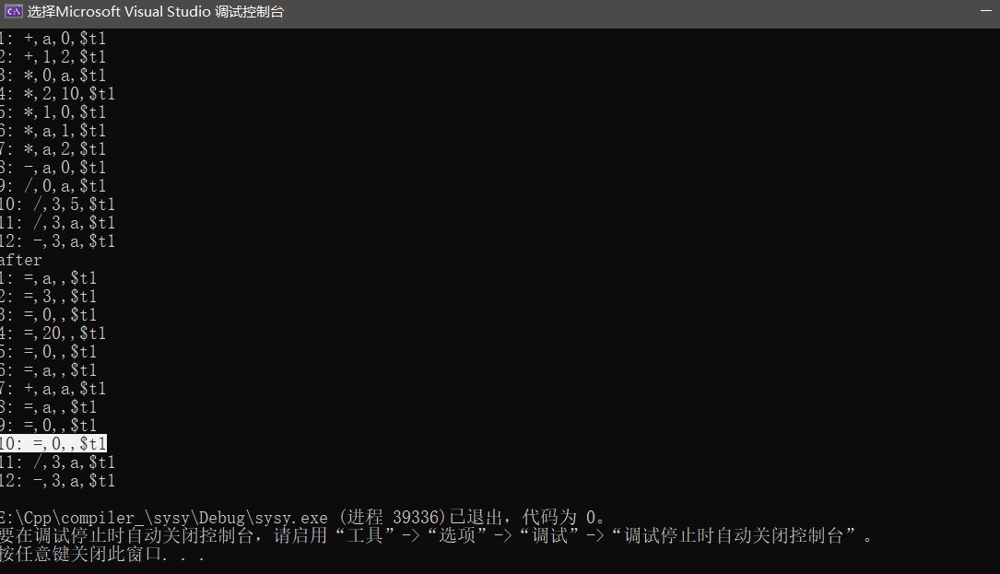 选择Microsoft Visual Studio 调试控制台
1: +,a,0,$t1
2: +,1,2,$t1
3: *,0,a,$t1
4: *,2,10,$t1
5: *,1,0,$t1
6: *,a,1,$t1
7: *,a,2,$t1
8: -,a,0,$t1
9: /,0,a,$t1
10: /,3,5,$t1
11: /,3,a,$t1
12: -,3,a,$t1
after
1: =,a,,$t1
2: =,3,,$t1
3: =,0,,$t1
4: =,20,,$t1
5: =,0,,$t1
6: =,a,,$t1
7: +,a,a,$t1
8: =,a,,$t1
9: =,0,,$t1
10: =,0,,$t1
11: /,3,a,$t1
12: -,3,a,$t1
E:\Cpp\compiler_\sysy\Debug\sysy.exe (进程 39336)已退出，代码为 0。
要在调试停止时自动关闭控制台，请启用“工具”->“选项”->“调试”->“调试停止时自动关闭控制台”。
按任意键关闭此窗口. . .